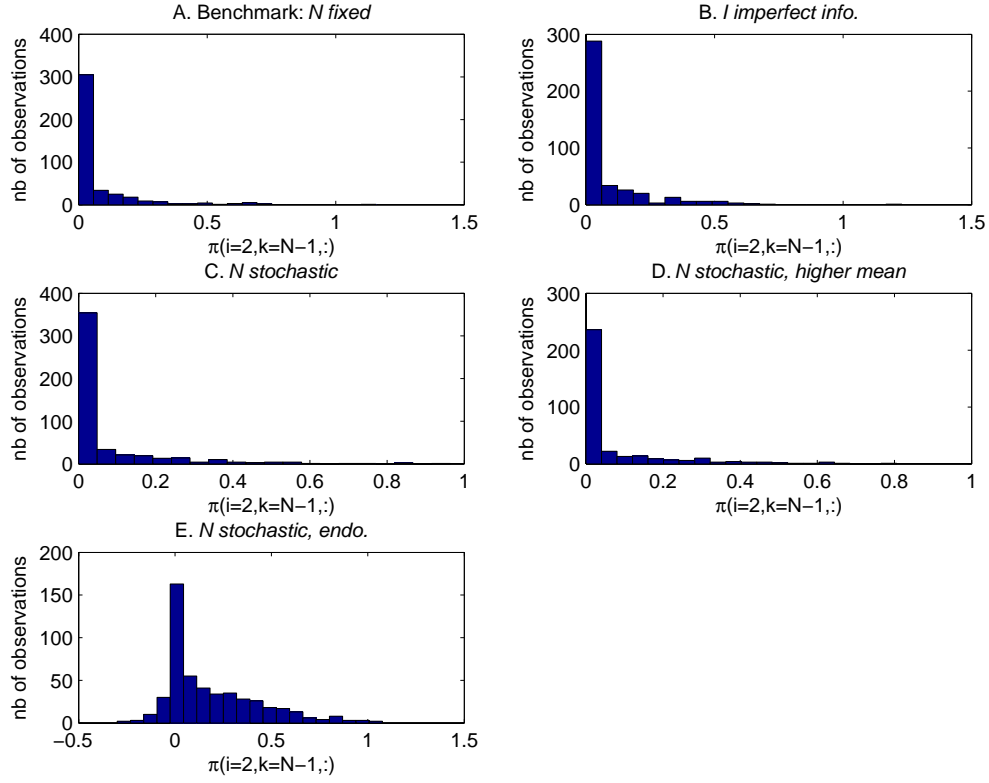 A. Benchmark: N fixed
400
300
200
100
0
0 0.5 1 1.5
nb of observations
π(i=2,k=N−1,:)
B. I imperfect info.
300
200
100
0
0 0.5 1 1.5
nb of observations
π(i=2,k=N−1,:)
C. N stochastic
400
300
200
100
0
0 0.2 0.4 0.6 0.8 1
nb of observations
π(i=2,k=N−1,:)
D. N stochastic, higher mean
300
200
100
0
0 0.2 0.4 0.6 0.8 1
nb of observations
π(i=2,k=N−1,:)
E. N stochastic, endo.
200
150
100
50
0
−0.5 0 0.5 1 1.5
nb of observations
π(i=2,k=N−1,:)